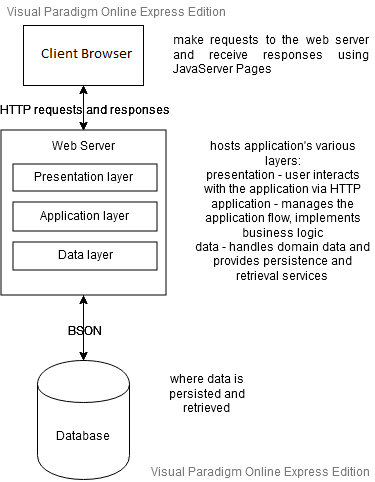 Visual Paradigm Online Express Edition
Client Browser
make requests to the web server
and receive responses using
JavaServer Pages
HTTP requests and responses
Web Server
Presentation layer
Application layer
Data layer
hosts application's various
layers:
presentation - user interacts
with the application via HTTP
application - manages the
application flow, implements
business logic
data - handles domain data and
provides persistence and
retrieval services
BSON
where data is
persisted and
retrieved
Database
Visual Paradigm Online Express Edition